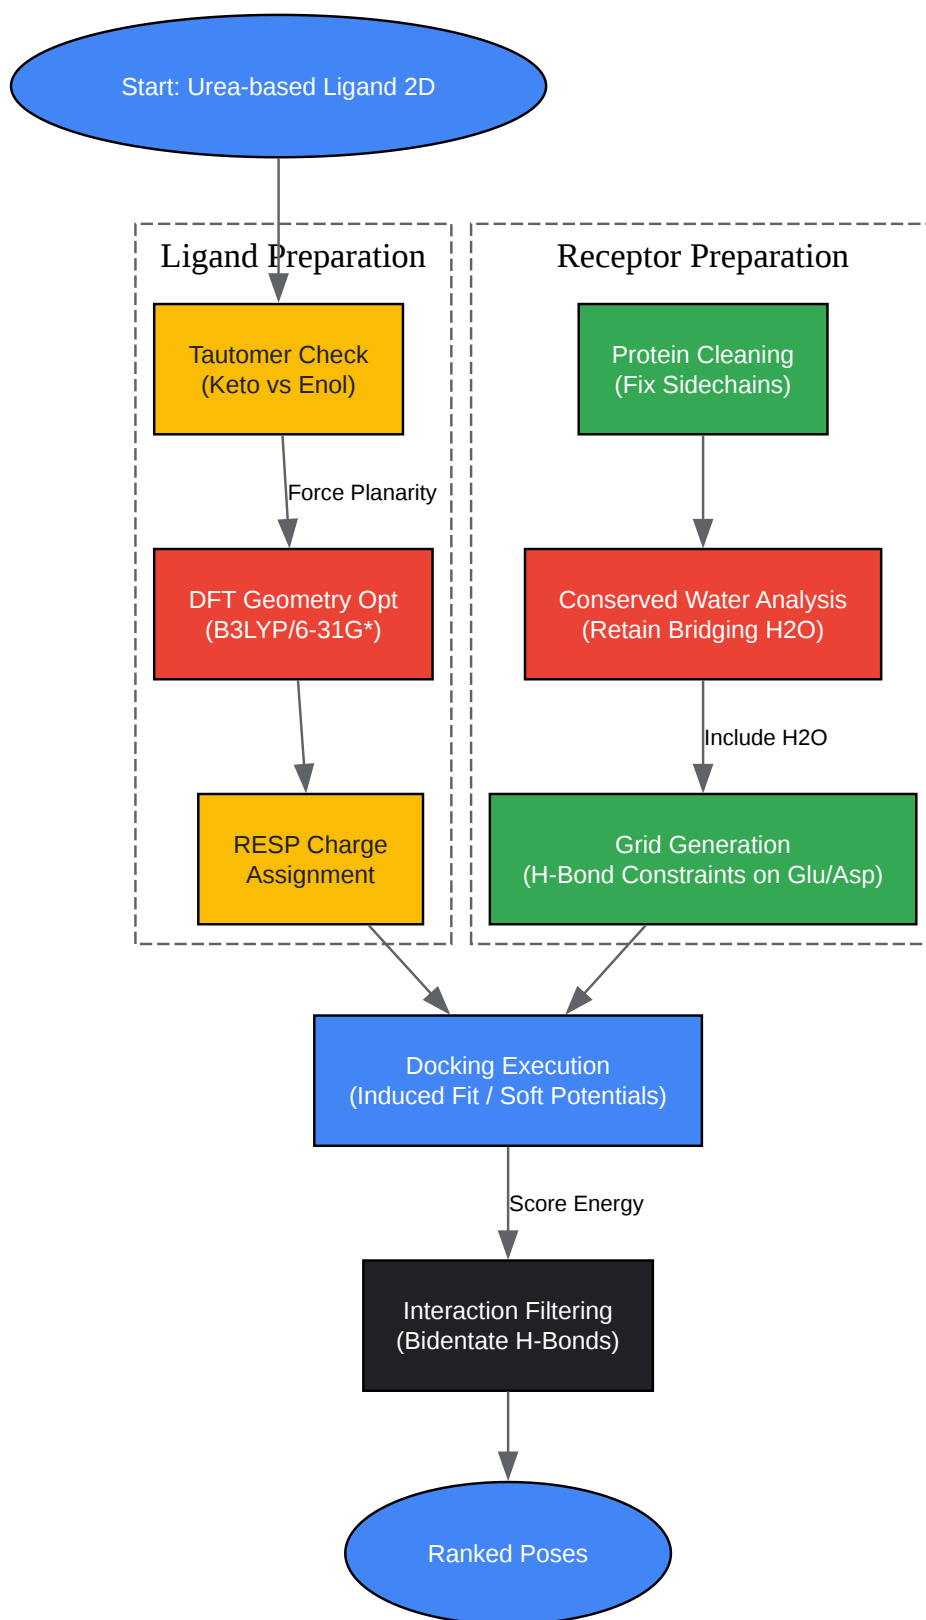 Start: Urea-based Ligand 2D
Ligand Preparation
Tautomer Check
(Keto vs Enol)
Force Planarity
DFT Geometry Opt
(B3LYP/6-31G*)
RESP Charge
Assignment
Receptor Preparation
Protein Cleaning
(Fix Sidechains)
Conserved Water Analysis
(Retain Bridging H2O)
Include H2O
Grid Generation
(H-Bond Constraints on Glu/Asp)
Docking Execution
(Induced Fit / Soft Potentials)
Score Energy
Interaction Filtering
(Bidentate H-Bonds)
Ranked Poses